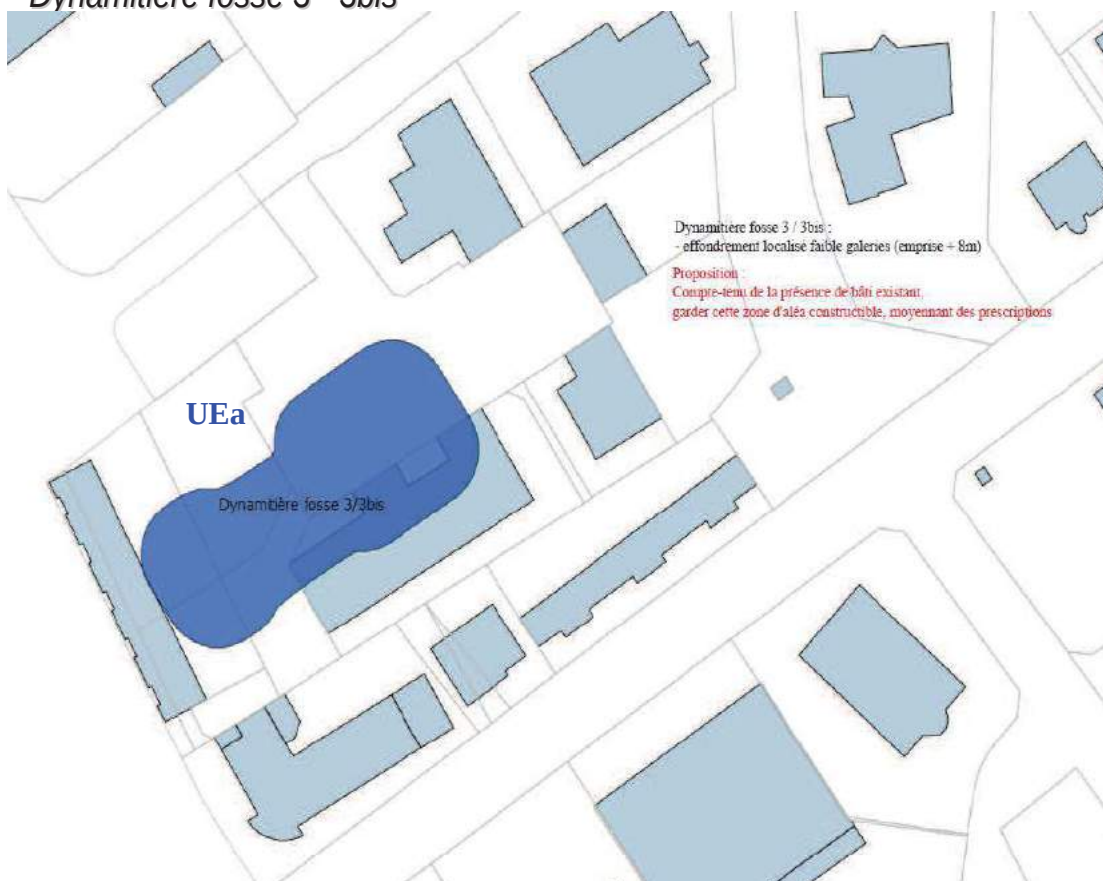 Dynamitière fosse 3 - 3bis
Dynamitière fosse 3 / 3bis :
- effondrement localisé faible galeries (emprise + 8m)
Proposition :
Compte-tenu de la présence de bâti existant,
garder cette zone d'aléa constructible, moyennant des prescriptions
UEa
Dynamitière fosse 3/3bis